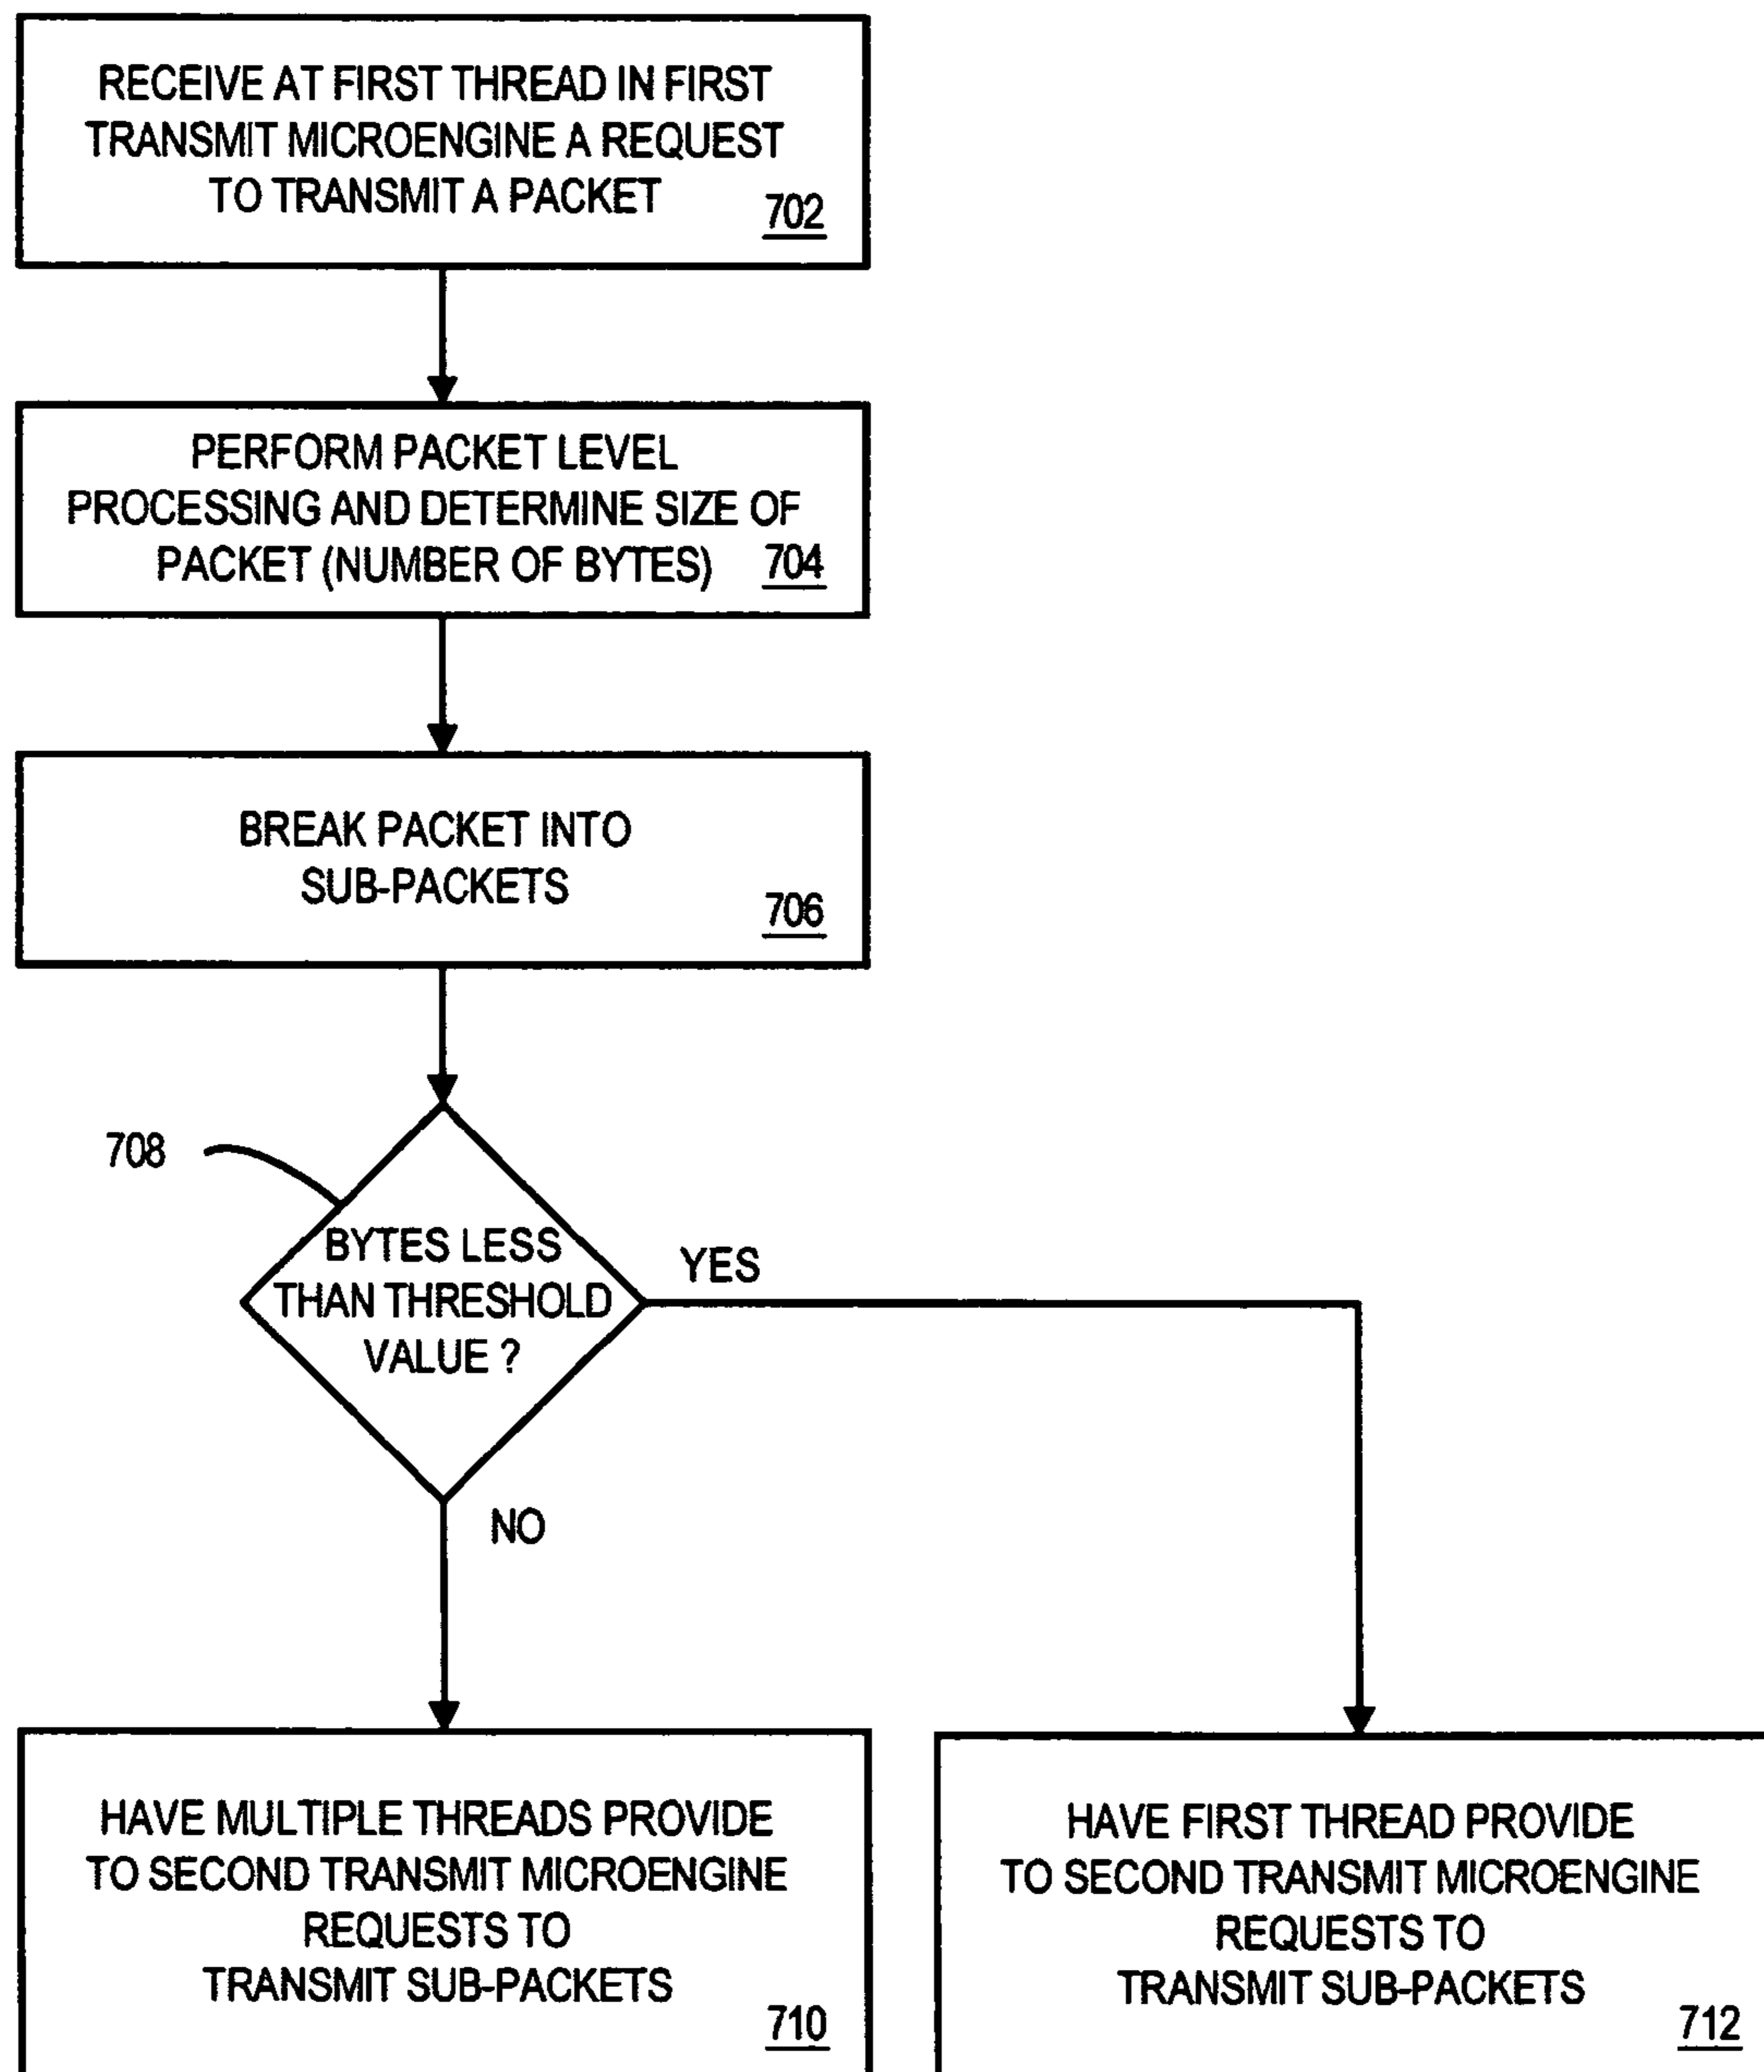 RECEIVE AT FIRST THREAD IN FIRST
TRANSMIT MICROENGINE A REQUEST
TO TRANSMIT A PACKET
702
PERFORM PACKET LEVEL
PROCESSING AND DETERMINE SIZE OF
PACKET (NUMBER OF BYTES)
704
BREAK PACKET INTO
SUB-PACKETS
706
708
BYTES LESS
THAN THRESHOLD
VALUE ?
YES
NO
HAVE MULTIPLE THREADS PROVIDE
TO SECOND TRANSMIT MICROENGINE
REQUESTS TO
TRANSMIT SUB-PACKETS
710
HAVE FIRST THREAD PROVIDE
TO SECOND TRANSMIT MICROENGINE
REQUESTS TO
TRANSMIT SUB-PACKETS
712